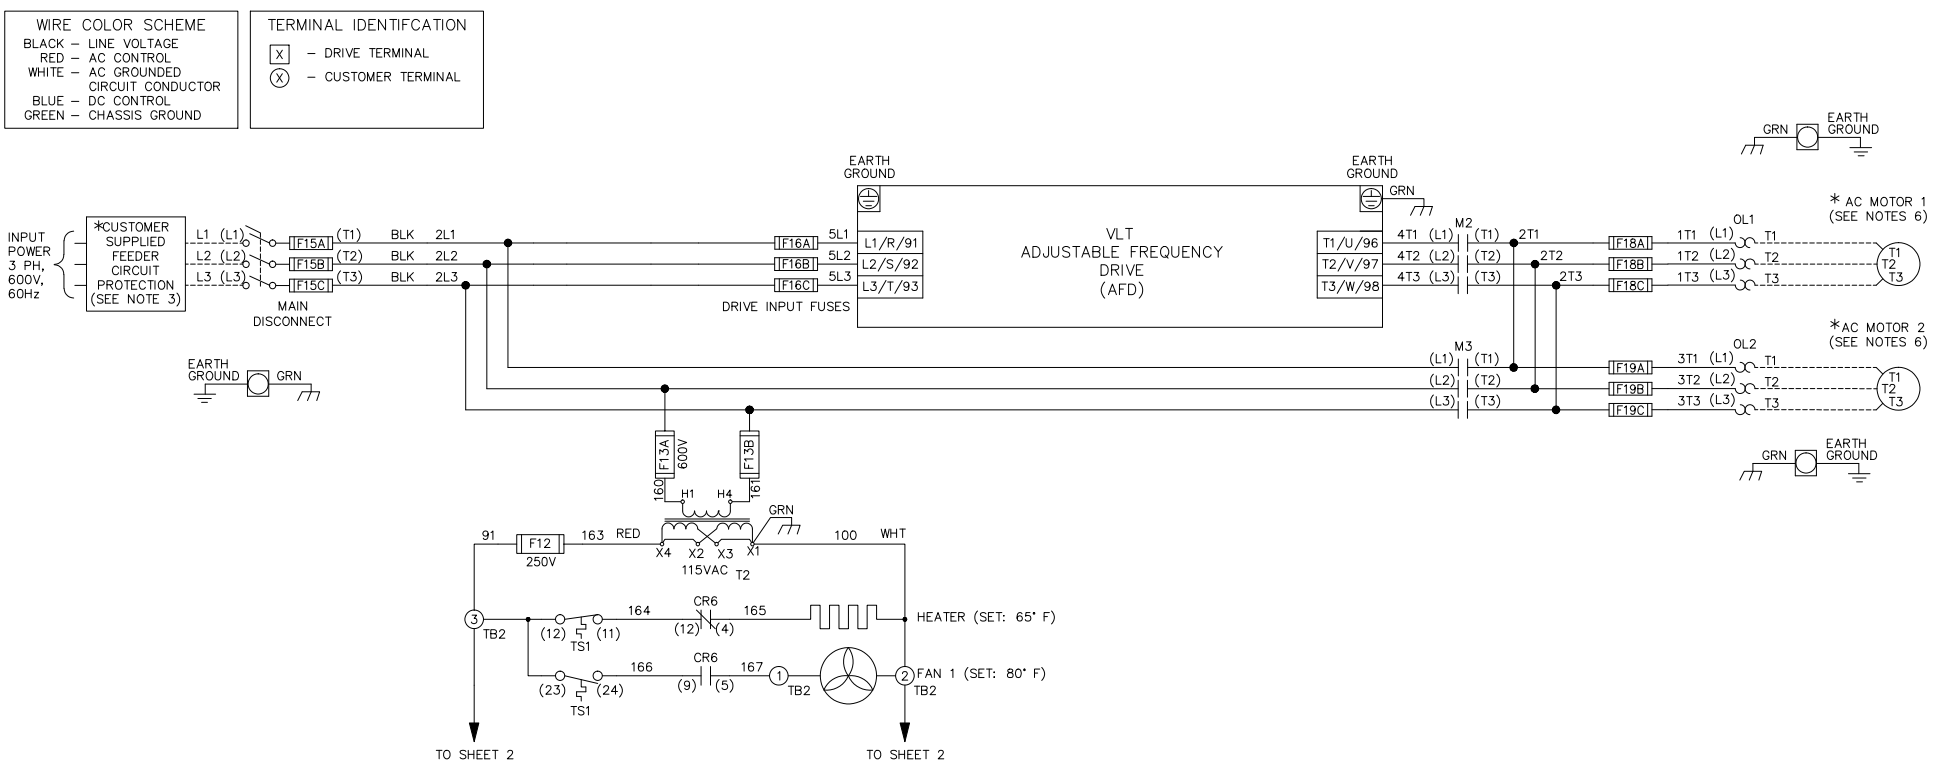 WIRE COLOR SCHEME
BLACK – LINE VOLTAGE
RED – AC CONTROL
WHITE – AC GROUNDED
CIRCUIT CONDUCTOR
BLUE – DC CONTROL
GREEN – CHASSIS GROUND
TERMINAL IDENTIFCATION
X – DRIVE TERMINAL
X – CUSTOMER TERMINAL
INPUT
POWER
3 PH,
600V,
60Hz
*CUSTOMER
SUPPLIED
FEEDER
CIRCUIT
PROTECTION
(SEE NOTE 3)
L1 (L1) F15A (T1) BLK 2L1 F16A 5L1
L2 (L2) F15B (T2) BLK 2L2 F16B 5L2
L3 (L3) F15C (T3) BLK 2L3 F16C 5L3
MAIN
DISCONNECT
DRIVE INPUT FUSES
EARTH
GROUND
GRN
EARTH
GROUND
L1/R/91
L2/S/92
L3/T/93
VLT
ADJUSTABLE FREQUENCY
DRIVE
(AFD)
EARTH
GROUND
GRN
T1/U/96
T2/V/97
T3/W/98
M2
4T1 (L1) (T1) 2T1 F18A 1T1 (L1) T1
4T2 (L2) (T2) 2T2 F18B 1T2 (L2) T2
4T3 (L3) (T3) 2T3 F18C 1T3 (L3) T3
OL1
GRN
EARTH
GROUND
* AC MOTOR 1
(SEE NOTES 6)
T1
T2
T3
M3
(L1) (T1) F19A 3T1 (L1) T1
(L2) (T2) F19B 3T2 (L2) T2
(L3) (T3) F19C 3T3 (L3) T3
OL2
*AC MOTOR 2
(SEE NOTES 6)
T1
T2
T3
GRN
EARTH
GROUND
F13A
600V
F13B
160
161
H1 H4
GRN
91 F12 163 RED
250V
X4 X2 X3 X1
115VAC T2
100 WHT
3
TB2
(12) (11)
TS1
164
CR6
(12) (4)
165
HEATER (SET: 65° F)
(23) (24)
TS1
166
CR6
(9) (5)
167
1
TB2
2
TB2
FAN 1 (SET: 80° F)
TO SHEET 2
TO SHEET 2